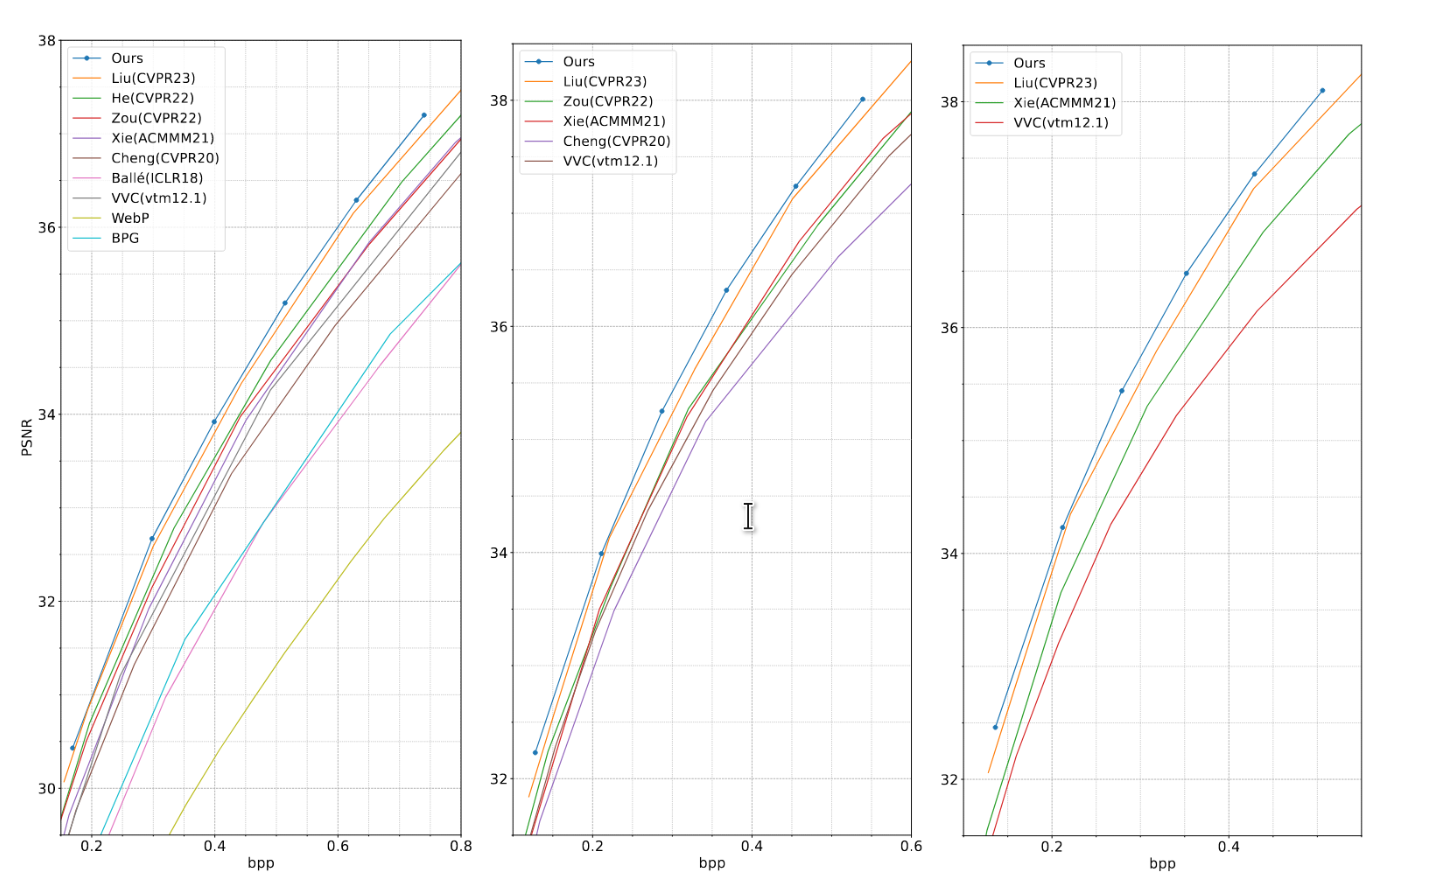 38
36
34
32
30
PSNR
Ours
Liu(CVPR23)
He(CVPR22)
Zou(CVPR22)
Xie(ACMMM21)
Cheng(CVPR20)
Ballé(ICLR18)
VVC(vtm12.1)
WebP
BPG
0.2 0.4 0.6 0.8
bpp
38
36
34
32
Ours
Liu(CVPR23)
Zou(CVPR22)
Xie(ACMMM21)
Cheng(CVPR20)
VVC(vtm12.1)
0.2 0.4 0.6
bpp
38
36
34
32
Ours
Liu(CVPR23)
Xie(ACMMM21)
VVC(vtm12.1)
0.2 0.4
bpp